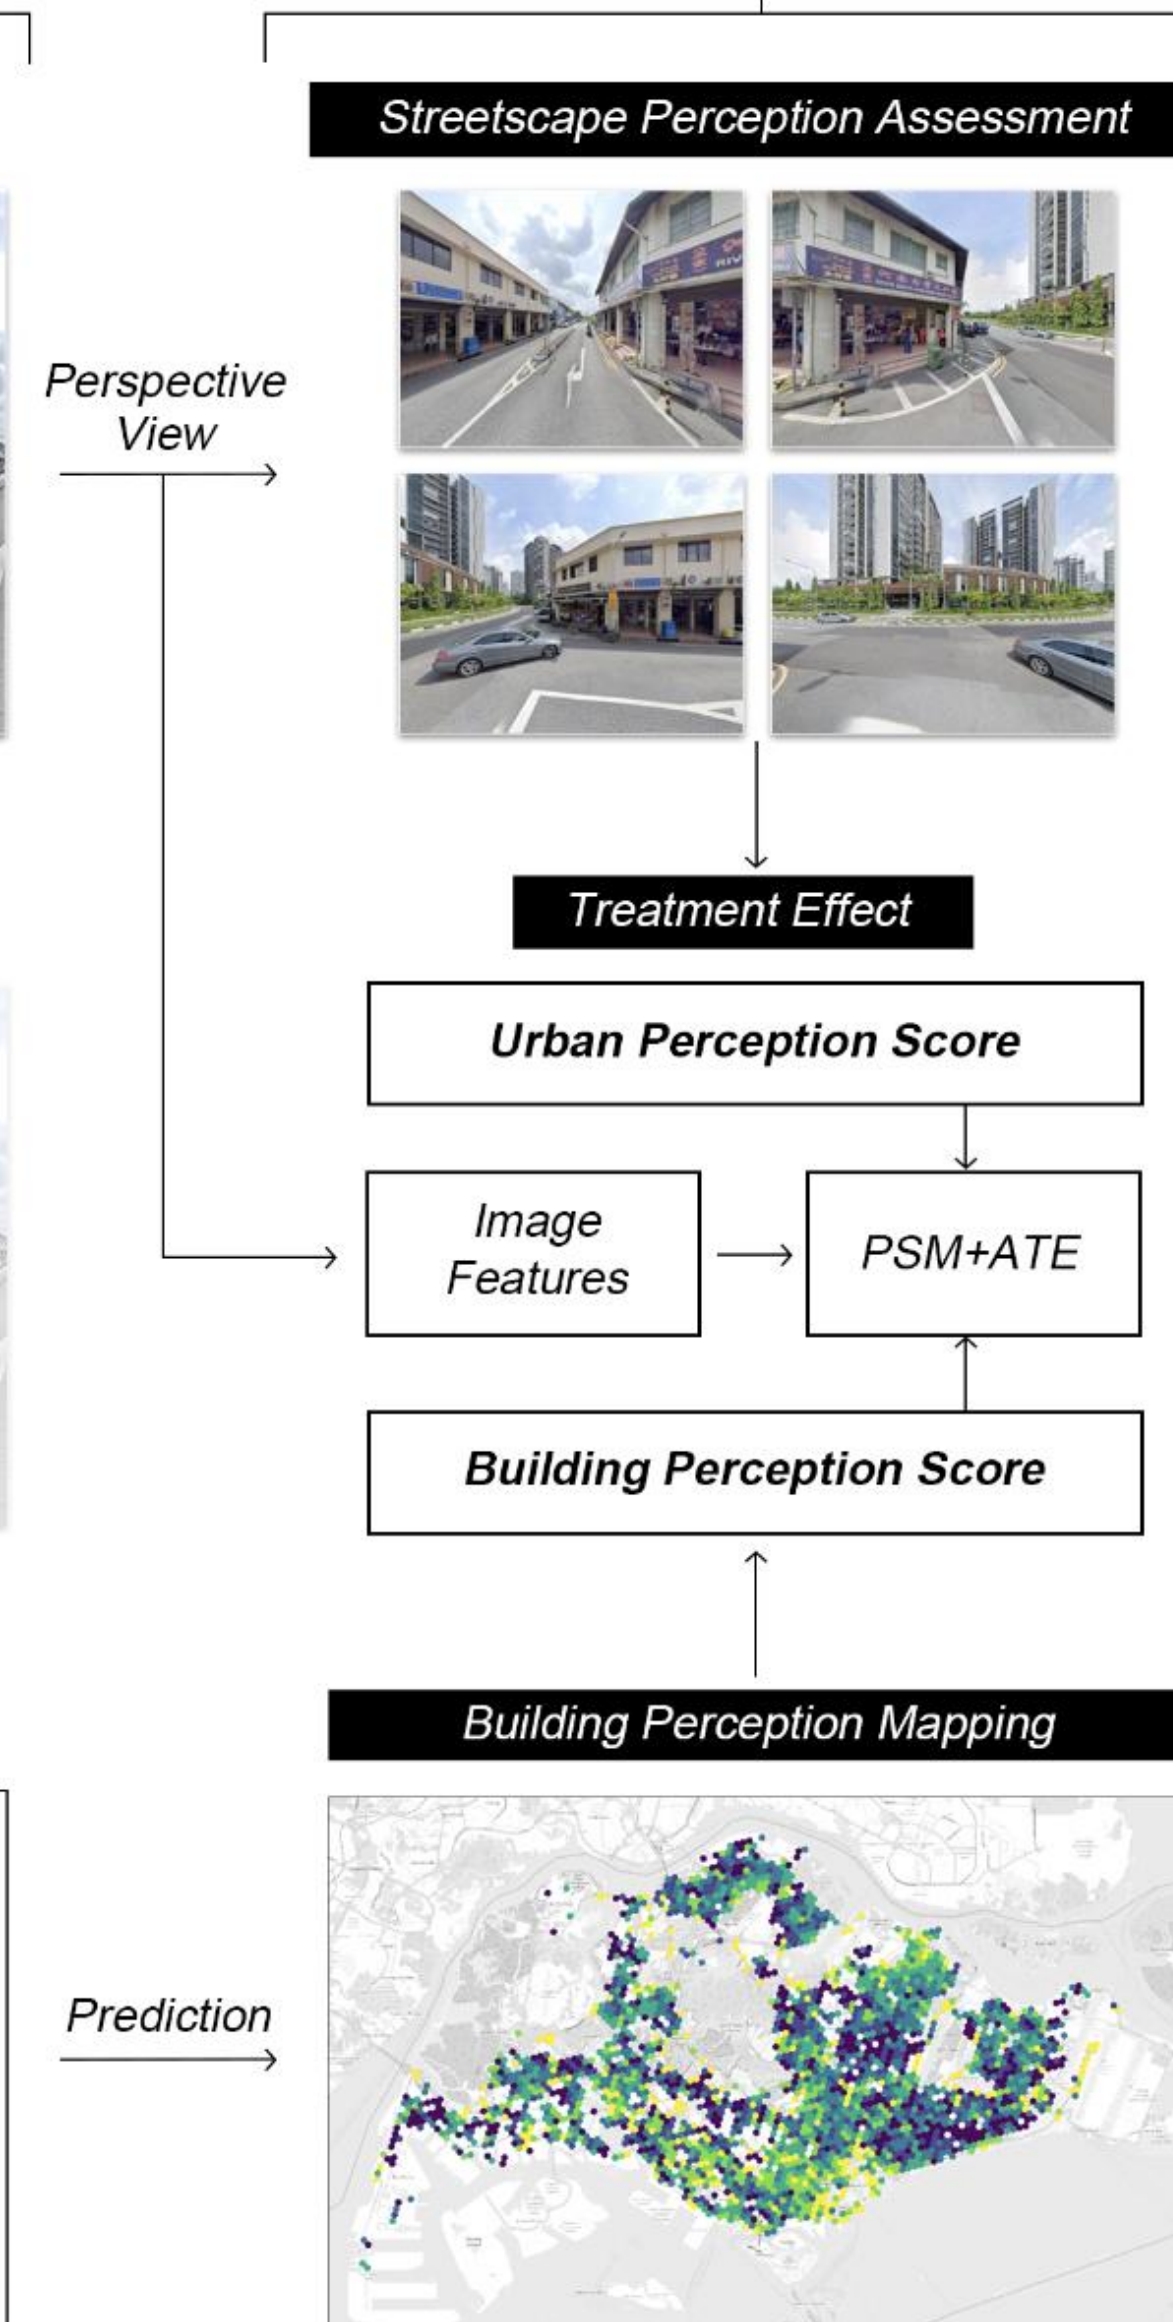 Streetscape Perception Assessment
Perspective
View
Treatment Effect
Urban Perception Score
Image
Features
PSM+ATE
Building Perception Score
Building Perception Mapping
Prediction